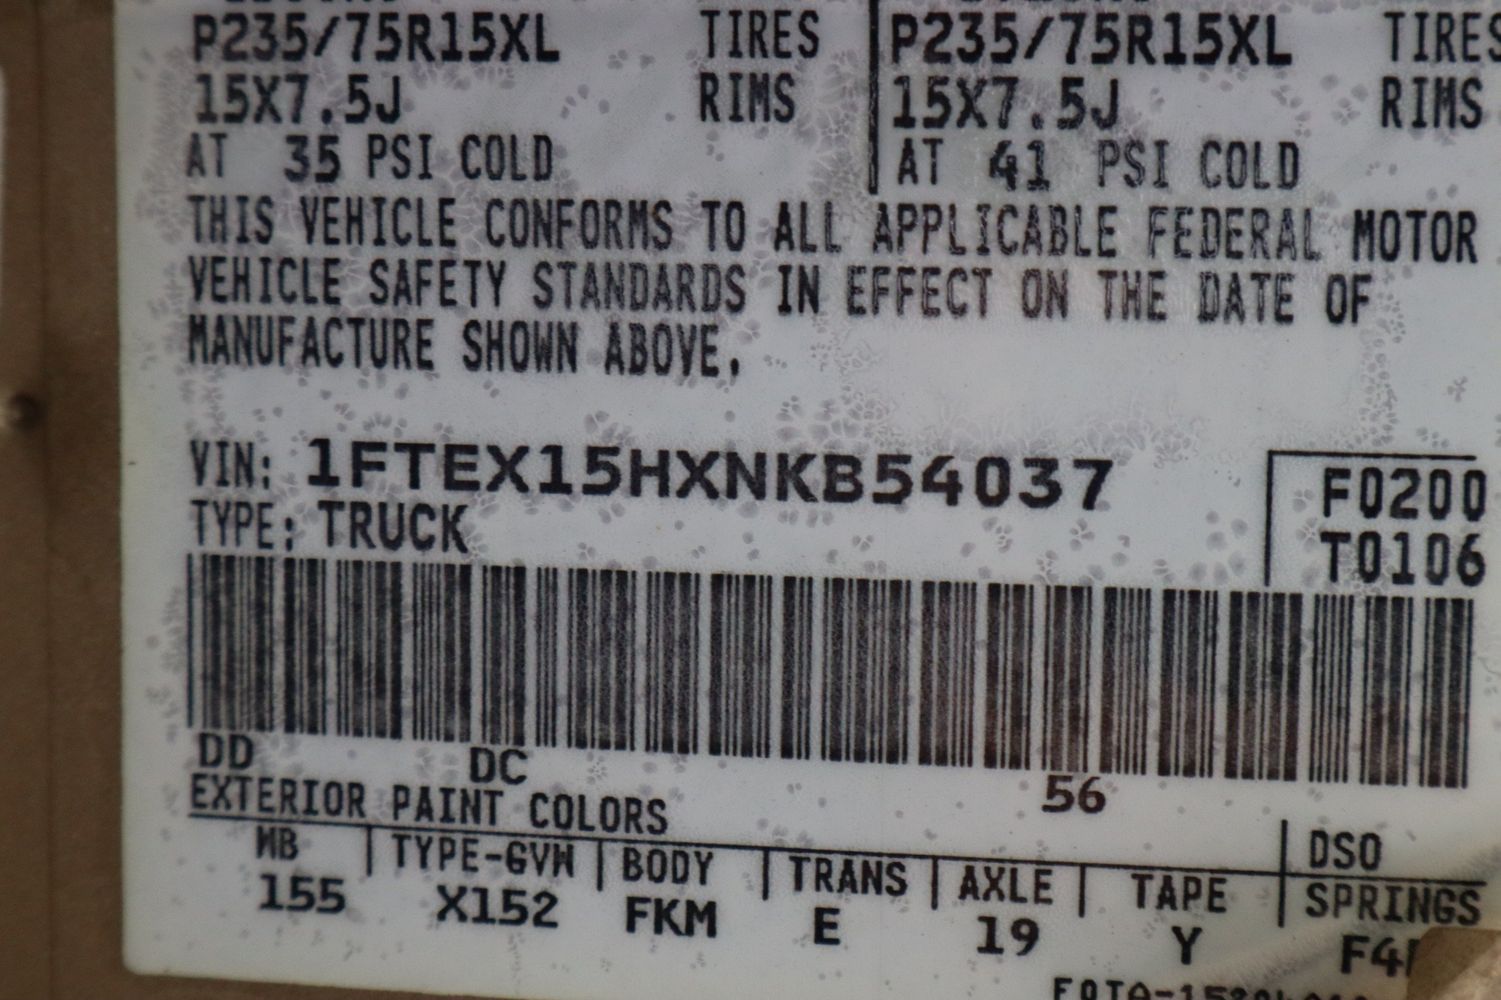 P235/75R15XL TIRES P235/75R15XL TIRES
15X7.5J RIMS 15X7.5J RIMS
AT 35 PSI COLD AT 41 PSI COLD
THIS VEHICLE CONFORMS TO ALL APPLICABLE FEDERAL MOTOR
VEHICLE SAFETY STANDARDS IN EFFECT ON THE DATE OF
MANUFACTURE SHOWN ABOVE.
VIN: 1FTEX15HXNKB54037 F0200
TYPE: TRUCK T0106
DD DC 56
EXTERIOR PAINT COLORS DSO
WB TYPE-GVW BODY TRANS AXLE TAPE SPRINGS
155 X152 FKM E 19 Y